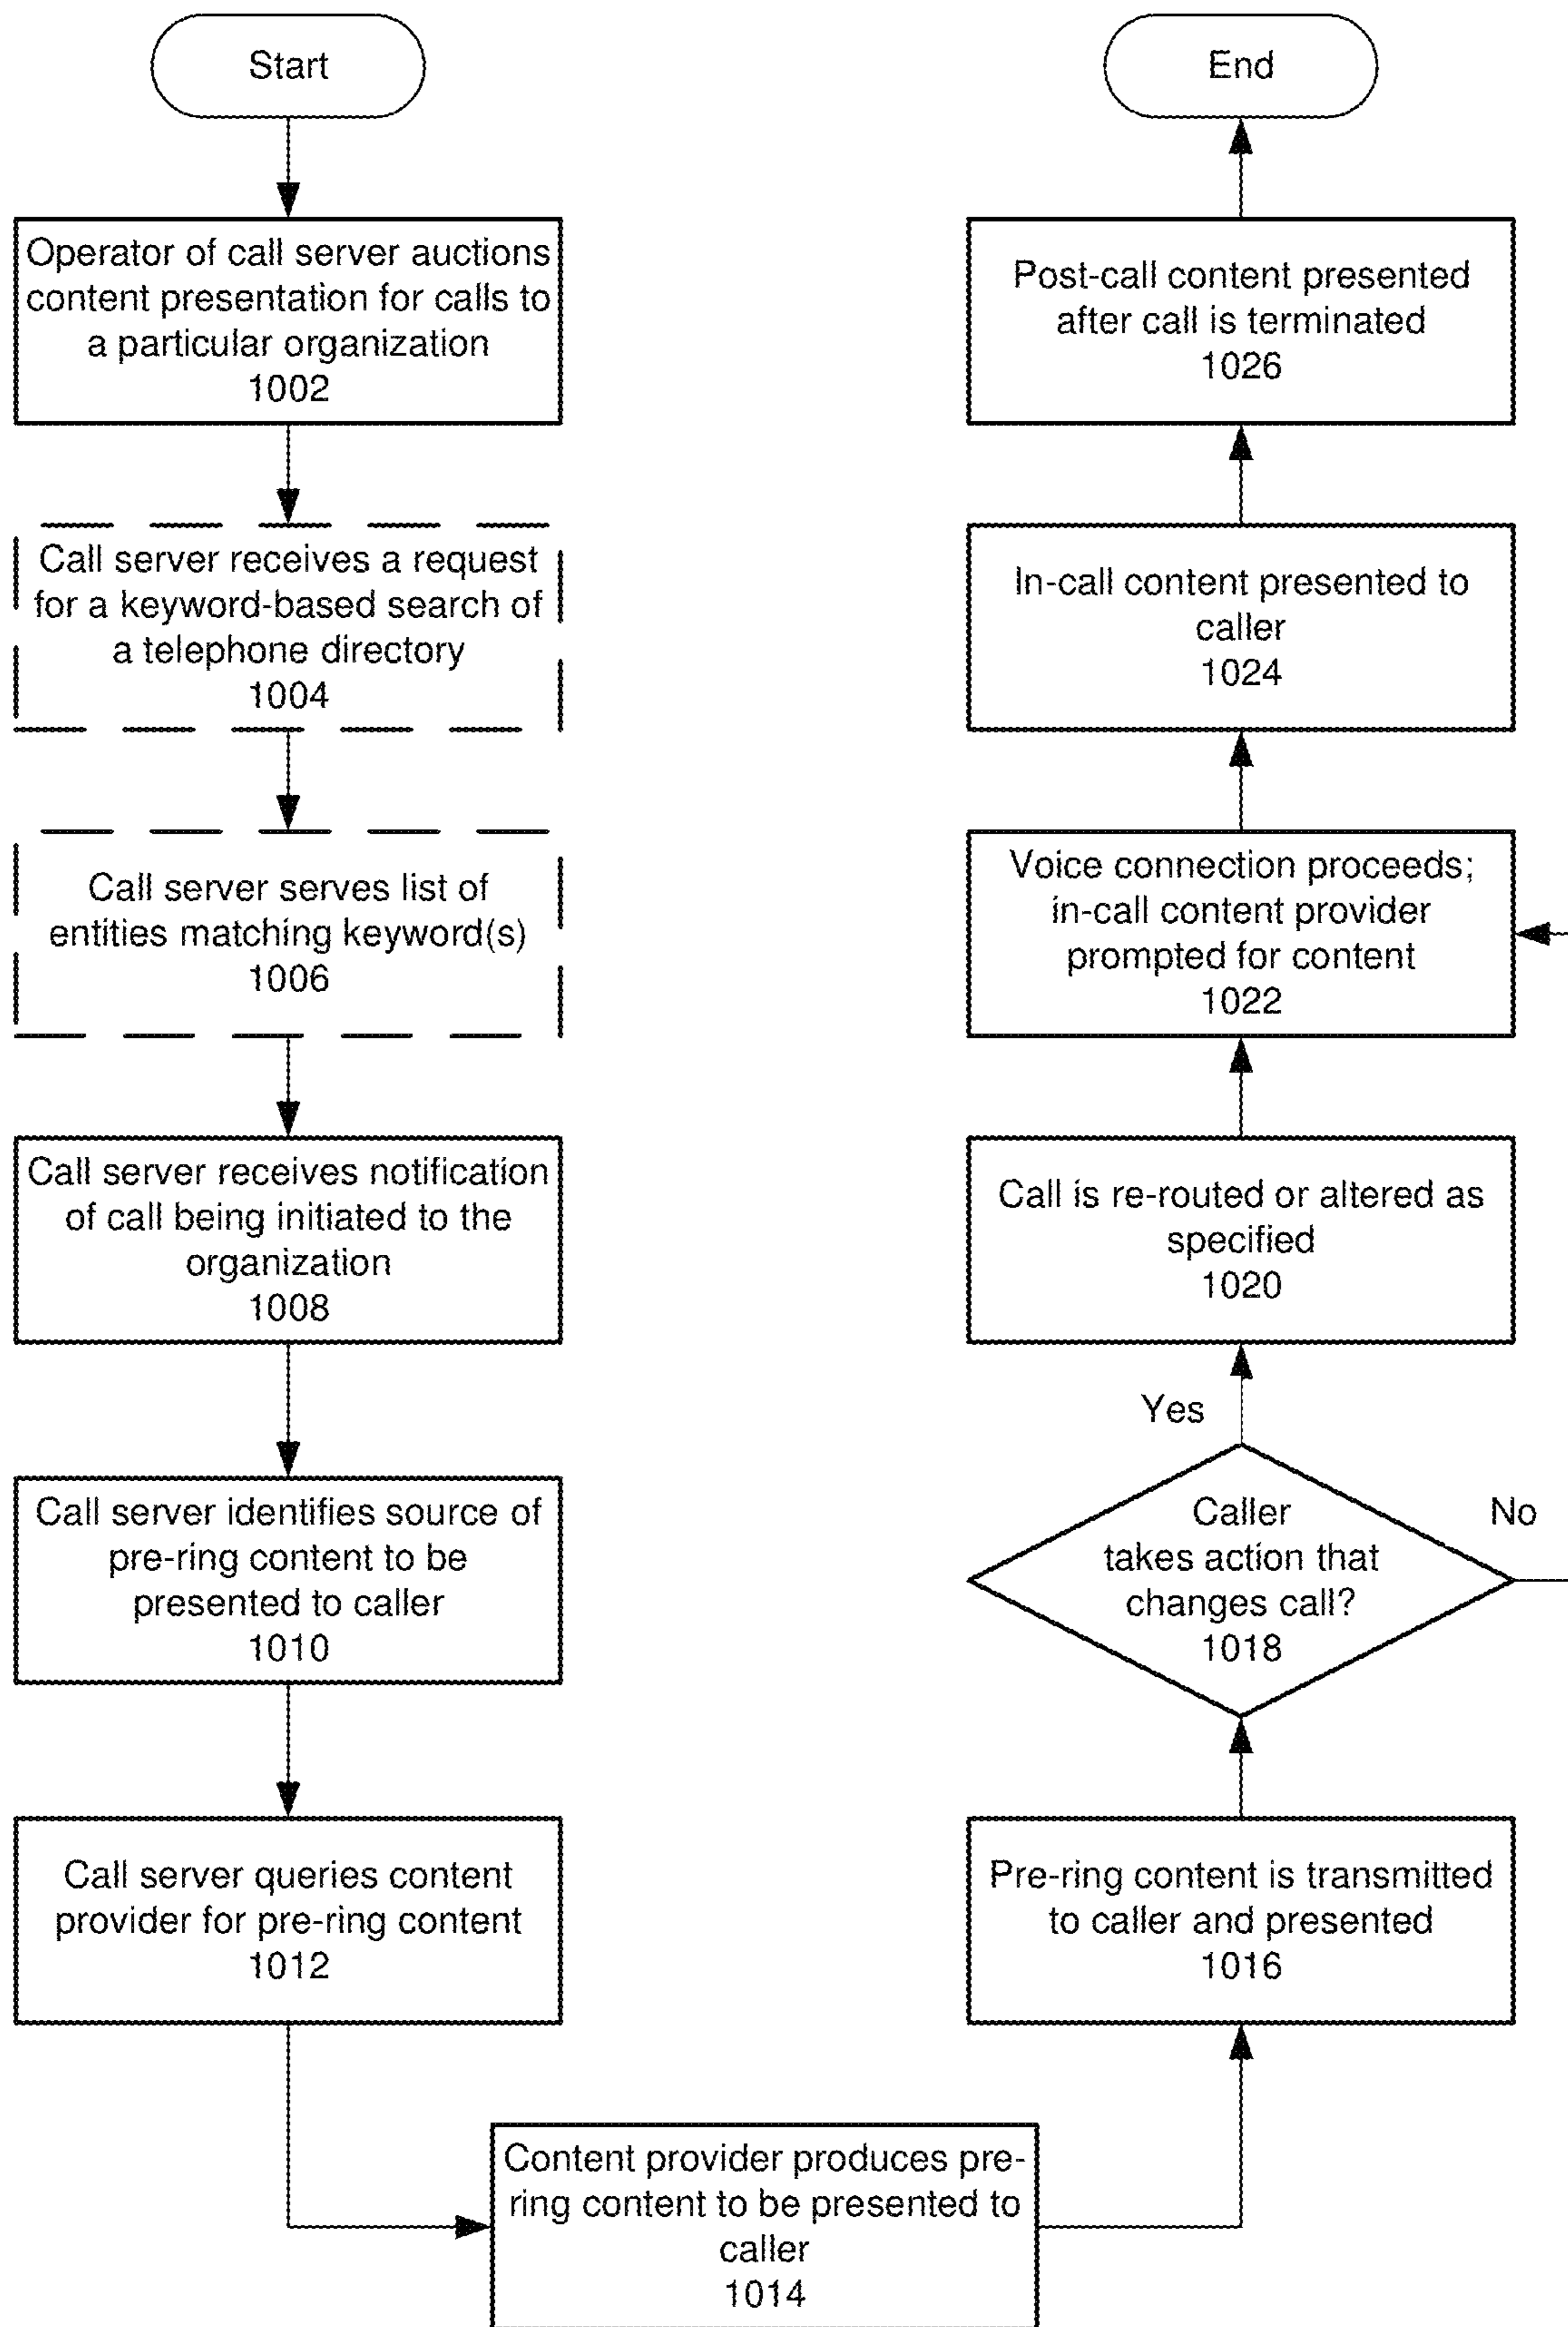 Start
Operator of call server auctions
content presentation for calls to
a particular organization
1002
Call server receives a request
for a keyword-based search of
a telephone directory
1004
Call server serves list of
entities matching keyword(s)
1006
Call server receives notification
of call being initiated to the
organization
1008
Call server identifies source of
pre-ring content to be
presented to caller
1010
Call server queries content
provider for pre-ring content
1012
Content provider produces pre-
ring content to be presented to
caller
1014
Pre-ring content is transmitted
to caller and presented
1016
Caller
takes action that
changes call?
1018
Yes
No
Call is re-routed or altered as
specified
1020
Voice connection proceeds;
in-call content provider
prompted for content
1022
In-call content presented to
caller
1024
Post-call content presented
after call is terminated
1026
End